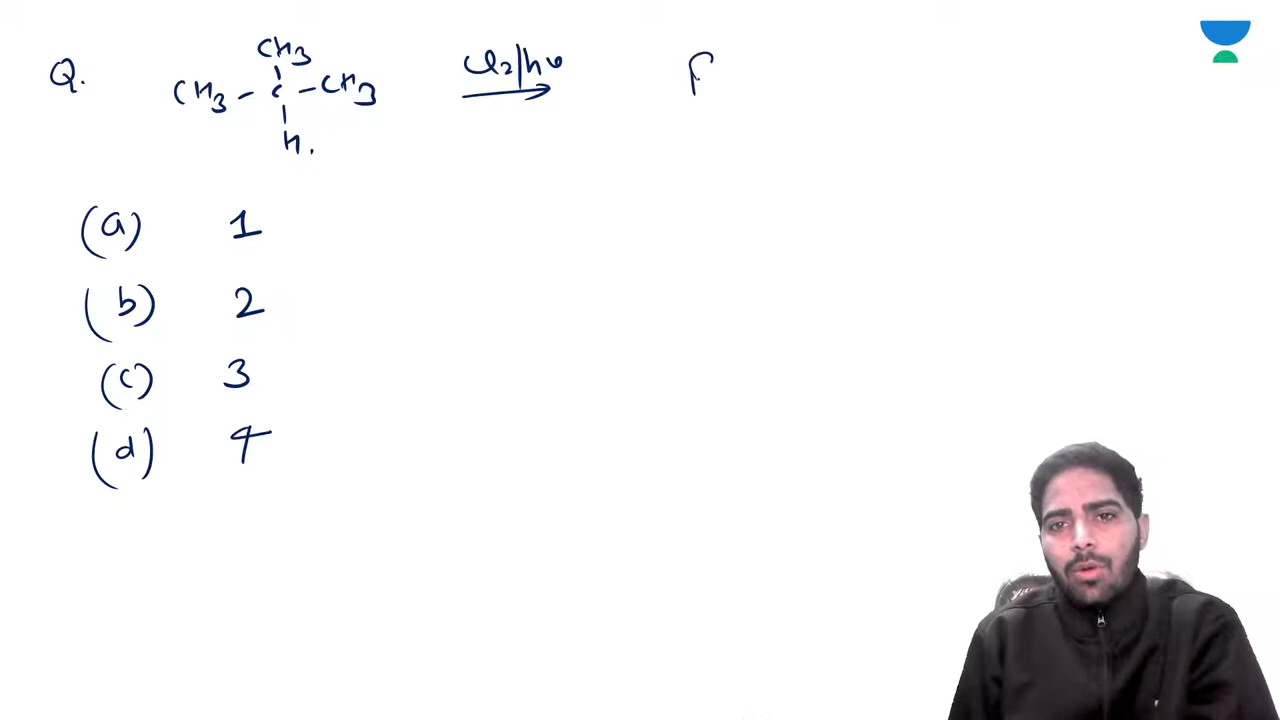 CH3
Q. CH3 - C - CH3 Cl2/hν
H.
(a) 1
(b) 2
(c) 3
(d) 4